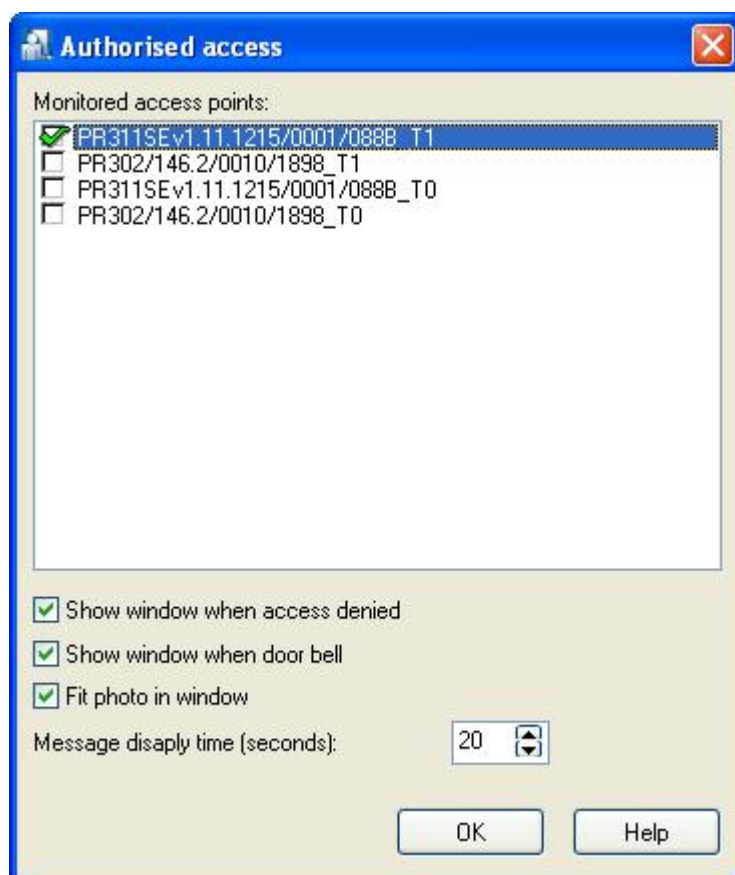 Authorised access
Monitored access points:
PR311SEv1.11.1215/0001/088B_T1
PR302/146.2/0010/1898_T1
PR311SEv1.11.1215/0001/088B_T0
PR302/146.2/0010/1898_T0
Show window when access denied
Show window when door bell
Fit photo in window
Message disaply time (seconds): 20
OK Help